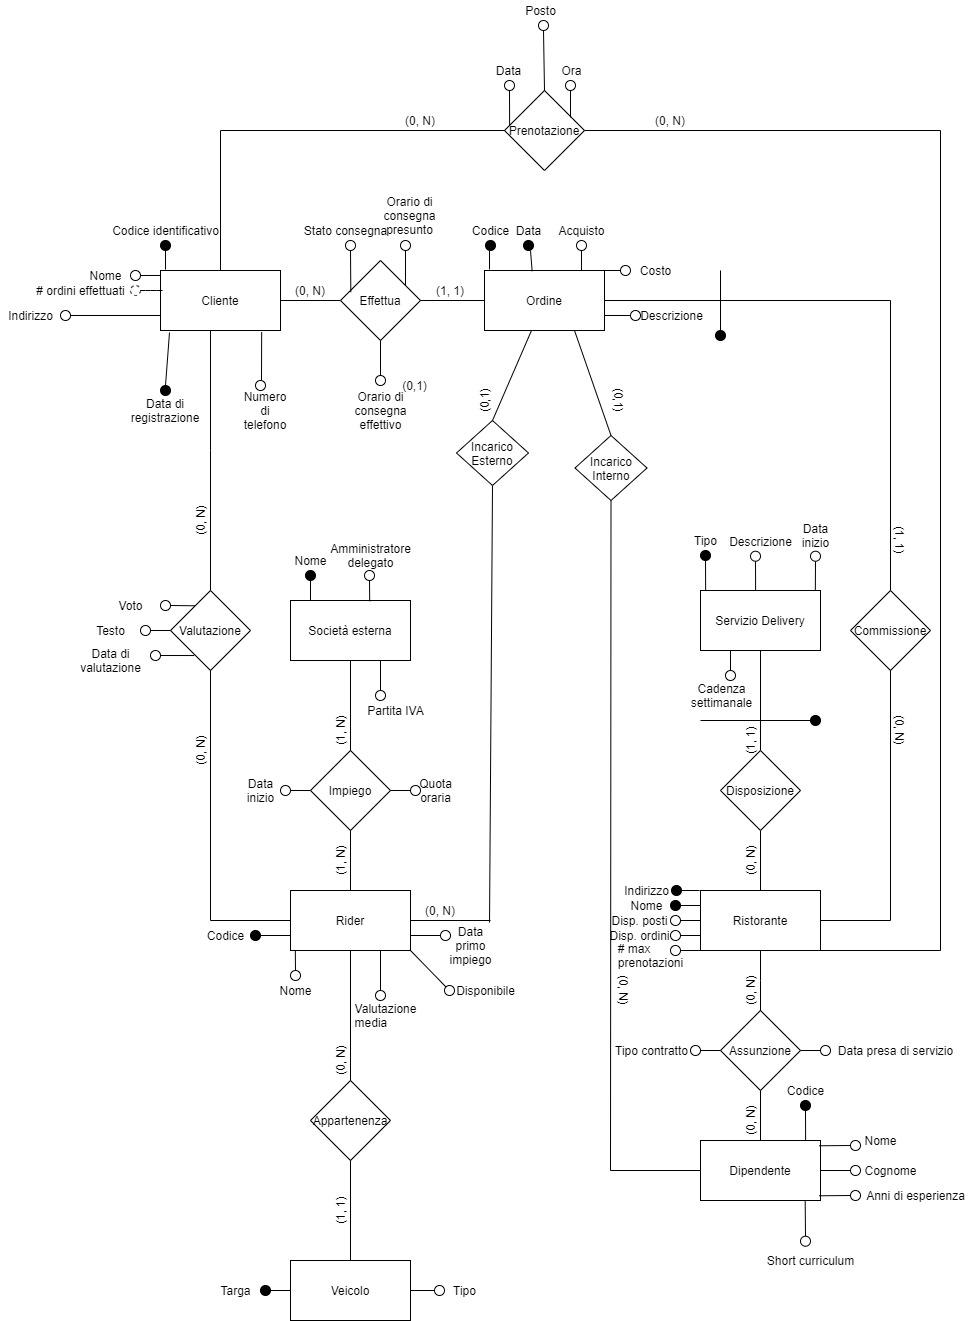 Posto
Data
Ora
Prenotazione
(0, N)
(0, N)
Orario di
consegna
presunto
Codice identificativo
Stato consegna
Codice
Data
Acquisto
Nome
# ordini effettuati
Indirizzo
Cliente
(0, N)
Effettua
(1, 1)
Ordine
Costo
Descrizione
Data di
registrazione
Numero
di
telefono
(0,1)
Orario di
consegna
effettivo
(0,1)
(0,1)
Incarico
Esterno
Incarico
Interno
(0, N)
Tipo
Descrizione
Data
inizio
(1, 1)
Nome
Amministratore
delegato
Voto
Testo
Data di
valutazione
Valutazione
Società esterna
Servizio Delivery
Commissione
Cadenza
settimanale
Partita IVA
(0, N)
(1, N)
(1, 1)
(0, N)
Data
inizio
Impiego
Quota
oraria
Disposizione
(1, N)
(0, N)
Rider
(0, N)
Codice
Data
primo
impiego
Nome
Valutazione
media
Disponibile
Indirizzo
Nome
Disp. posti
Disp. ordini
# max
prenotazioni
Ristorante
(0, N)
(0, N)
(0, N)
Tipo contratto
Assunzione
Data presa di servizio
Appartenenza
(0, N)
Codice
Dipendente
Nome
Cognome
Anni di esperienza
Short curriculum
(1, 1)
Targa
Veicolo
Tipo